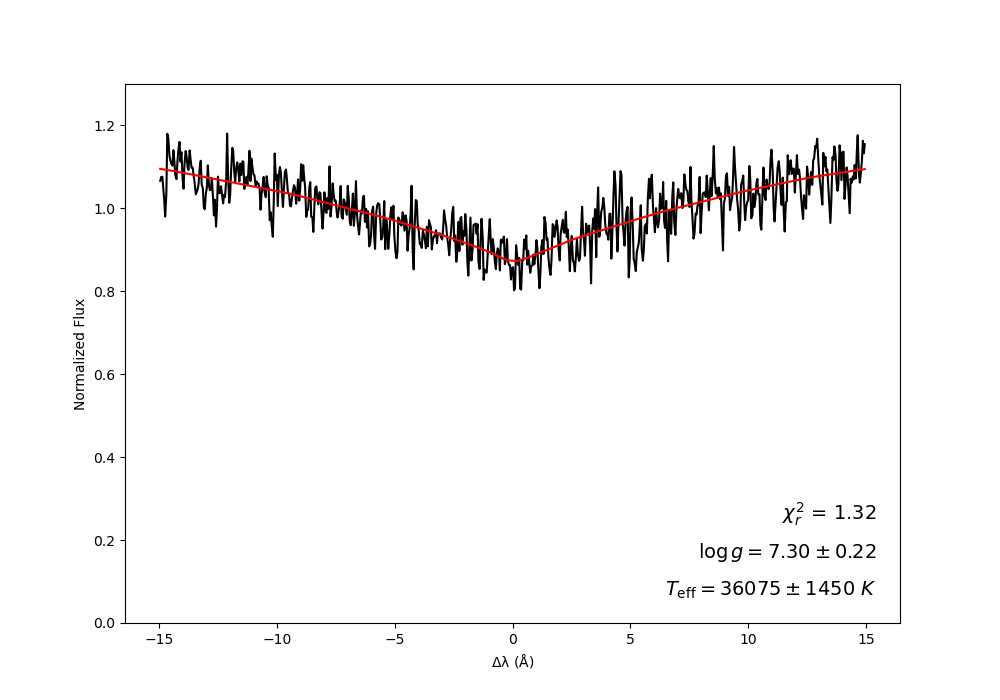 1.2
1.0
0.8
0.6
0.4
0.2
0.0
Normalized Flux
χ²ᵣ = 1.32
log g = 7.30 ± 0.22
T_eff = 36075 ± 1450 K
−15 −10 −5 0 5 10 15
Δλ (Å)